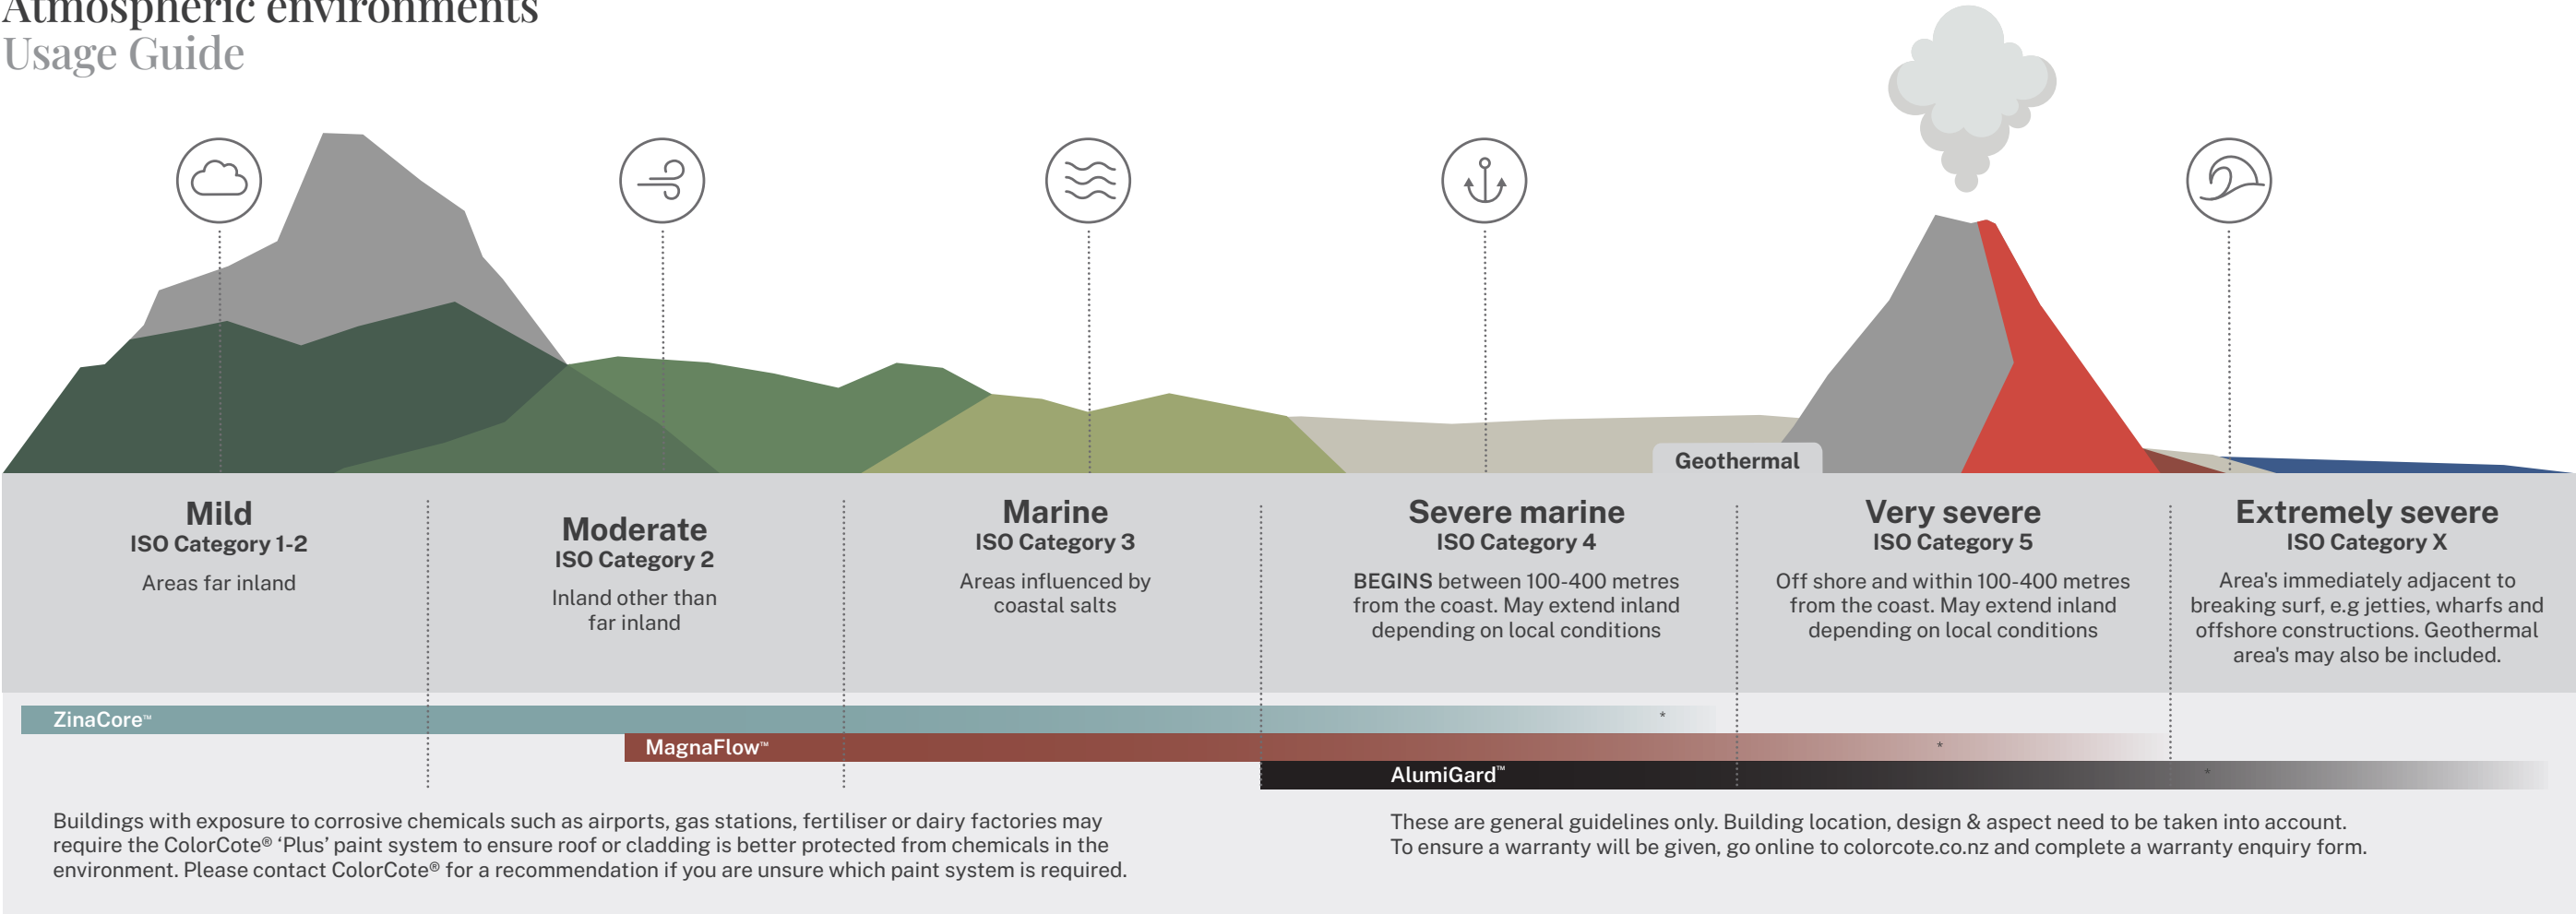 Atmospheric environments
Usage Guide
Geothermal
Mild
ISO Category 1-2
Areas far inland
Moderate
ISO Category 2
Inland other than
far inland
Marine
ISO Category 3
Areas influenced by
coastal salts
Severe marine
ISO Category 4
BEGINS between 100-400 metres
from the coast. May extend inland
depending on local conditions
Very severe
ISO Category 5
Off shore and within 100-400 metres
from the coast. May extend inland
depending on local conditions
Extremely severe
ISO Category X
Area's immediately adjacent to
breaking surf, e.g jetties, wharfs and
offshore constructions. Geothermal
area's may also be included.
ZinaCore™ *
MagnaFlow™ *
AlumiGard™ *
Buildings with exposure to corrosive chemicals such as airports, gas stations, fertiliser or dairy factories may
require the ColorCote® ‘Plus’ paint system to ensure roof or cladding is better protected from chemicals in the
environment. Please contact ColorCote® for a recommendation if you are unsure which paint system is required.
These are general guidelines only. Building location, design & aspect need to be taken into account.
To ensure a warranty will be given, go online to colorcote.co.nz and complete a warranty enquiry form.